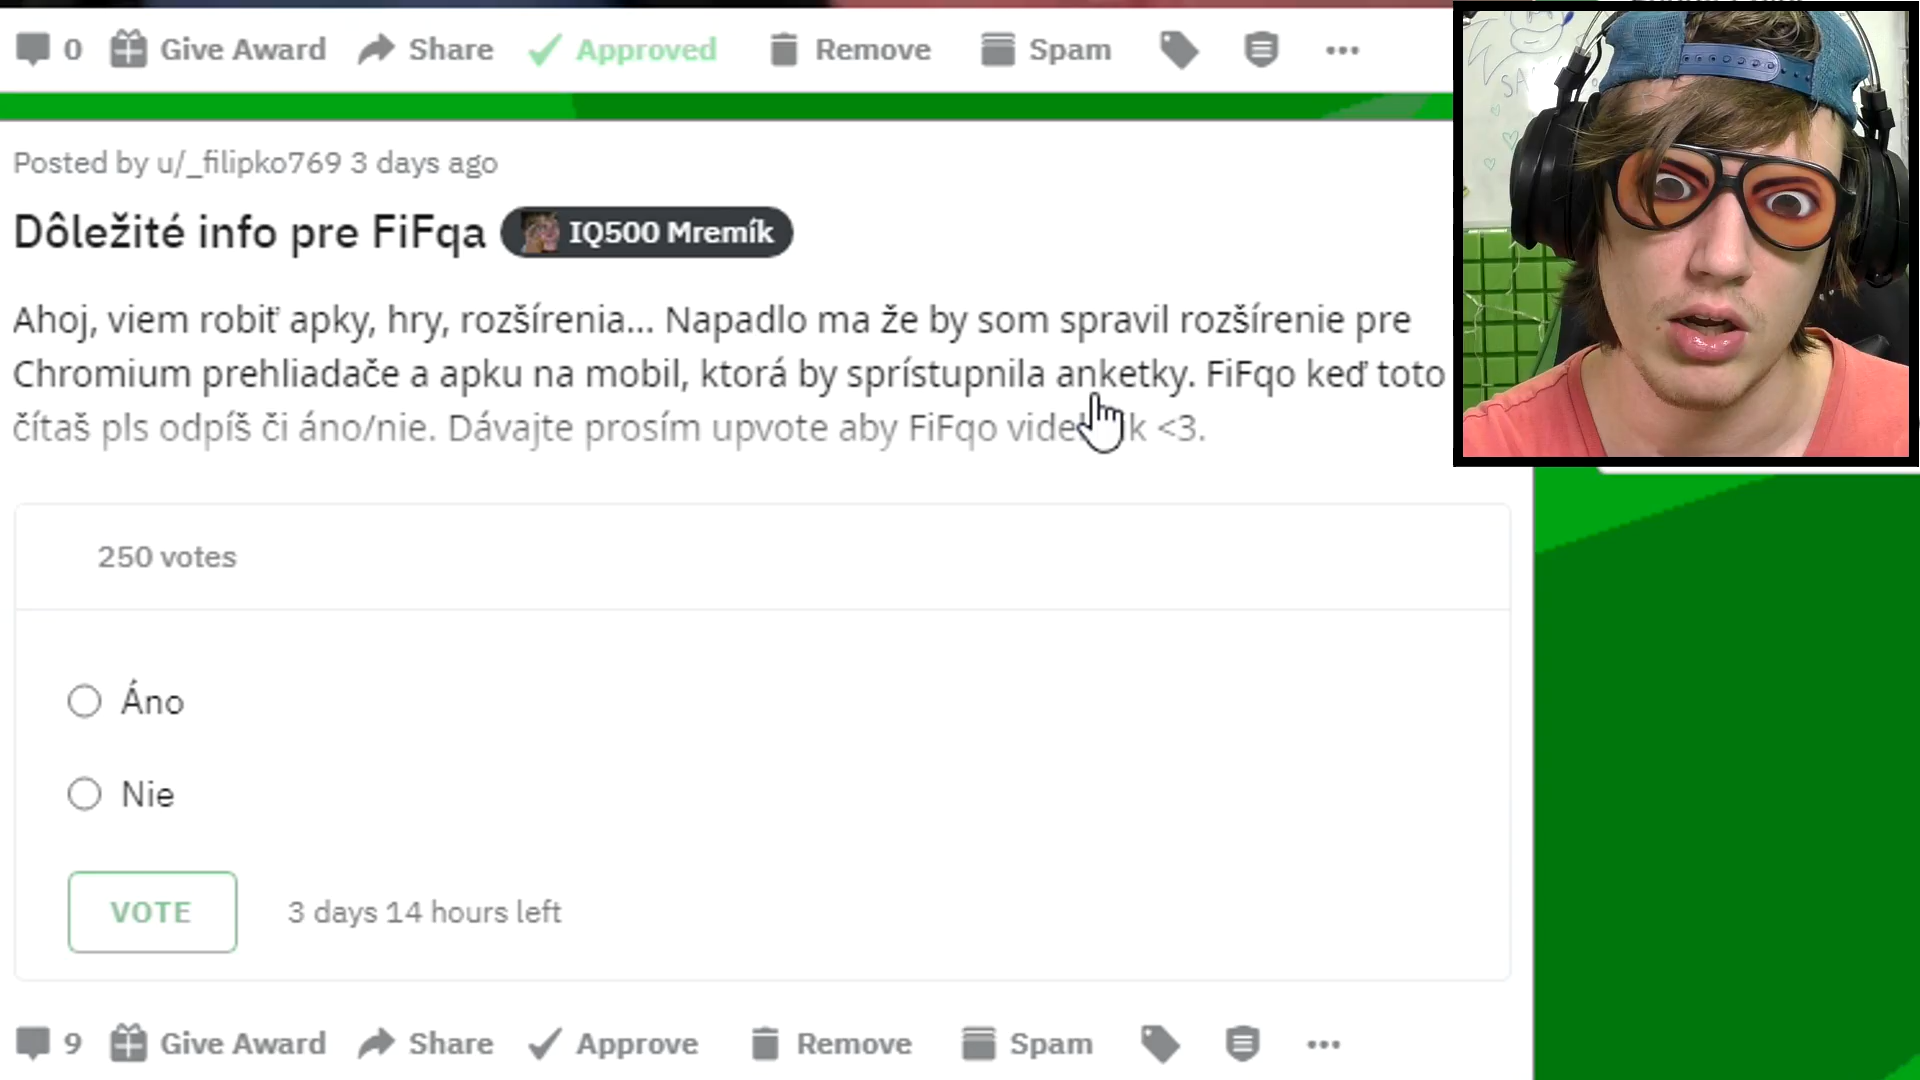 0 Give Award Share Approved Remove Spam
Posted by u/_filipko769 3 days ago
Dôležité info pre FiFqa IQ500 Mremík
Ahoj, viem robiť apky, hry, rozšírenia... Napadlo ma že by som spravil rozšírenie pre
Chromium prehliadače a apku na mobil, ktorá by sprístupnila anketky. FiFqo keď toto
čítaš pls odpíš či áno/nie. Dávajte prosím upvote aby FiFqo k <3.
250 votes
Áno
Nie
VOTE 3 days 14 hours left
9 Give Award Share Approve Remove Spam